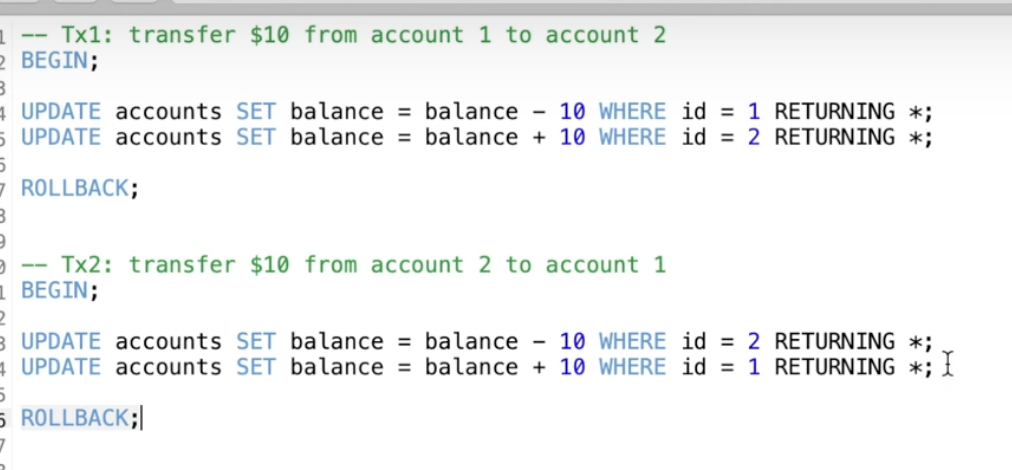 1 -- Tx1: transfer $10 from account 1 to account 2
2 BEGIN;
3
4 UPDATE accounts SET balance = balance - 10 WHERE id = 1 RETURNING *;
5 UPDATE accounts SET balance = balance + 10 WHERE id = 2 RETURNING *;
6
7 ROLLBACK;
8
9
0 -- Tx2: transfer $10 from account 2 to account 1
1 BEGIN;
2
3 UPDATE accounts SET balance = balance - 10 WHERE id = 2 RETURNING *;
4 UPDATE accounts SET balance = balance + 10 WHERE id = 1 RETURNING *;
5
6 ROLLBACK;
7
8